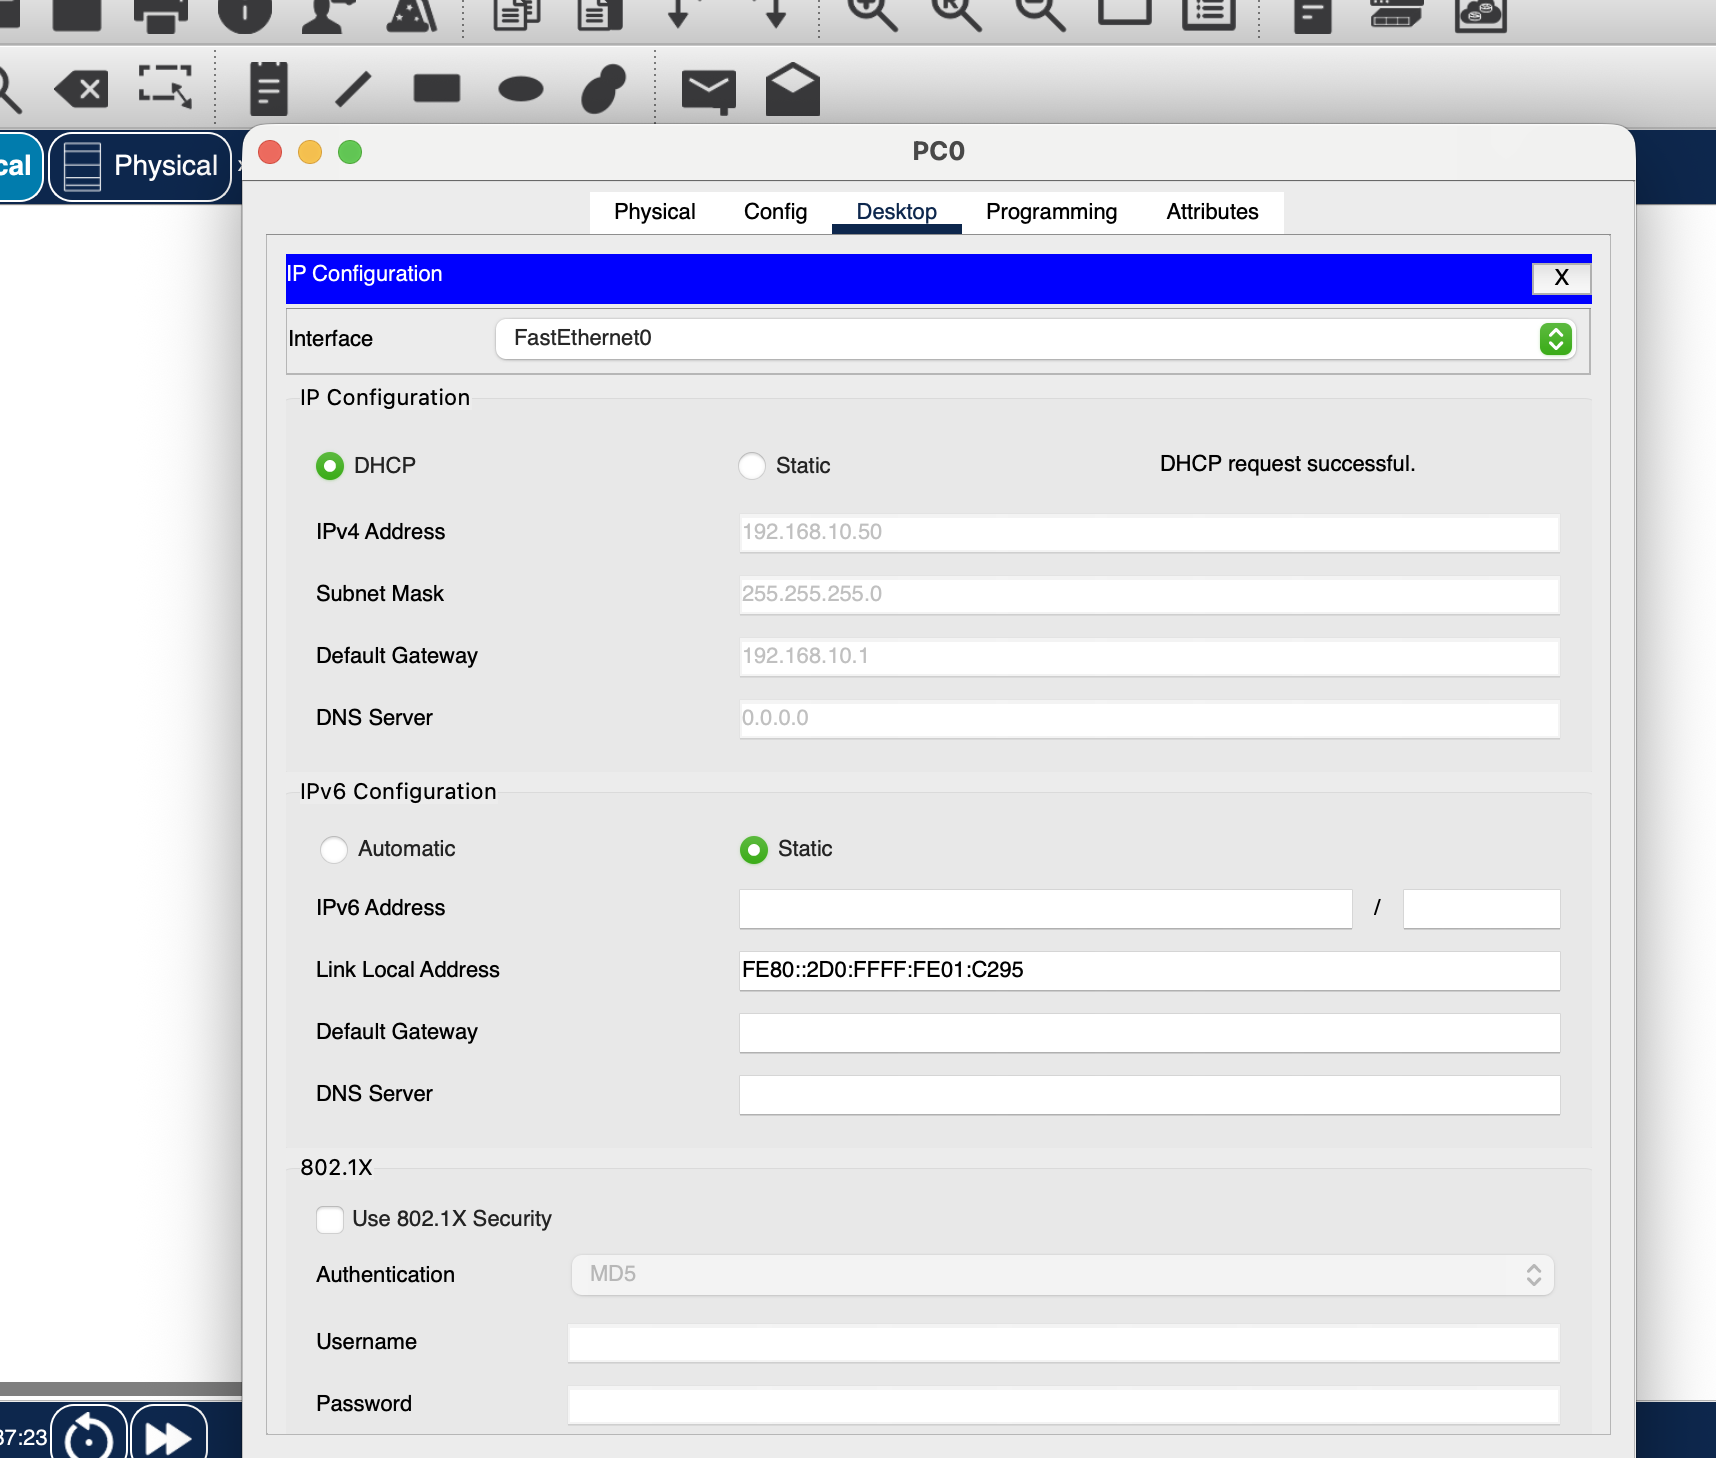 cal
Physical
PC0
Physical Config Desktop Programming Attributes
IP Configuration X
Interface FastEthernet0
IP Configuration
DHCP Static DHCP request successful.
IPv4 Address 192.168.10.50
Subnet Mask 255.255.255.0
Default Gateway 192.168.10.1
DNS Server 0.0.0.0
IPv6 Configuration
Automatic Static
IPv6 Address /
Link Local Address FE80::2D0:FFFF:FE01:C295
Default Gateway
DNS Server
802.1X
Use 802.1X Security
Authentication MD5
Username
Password
37:23